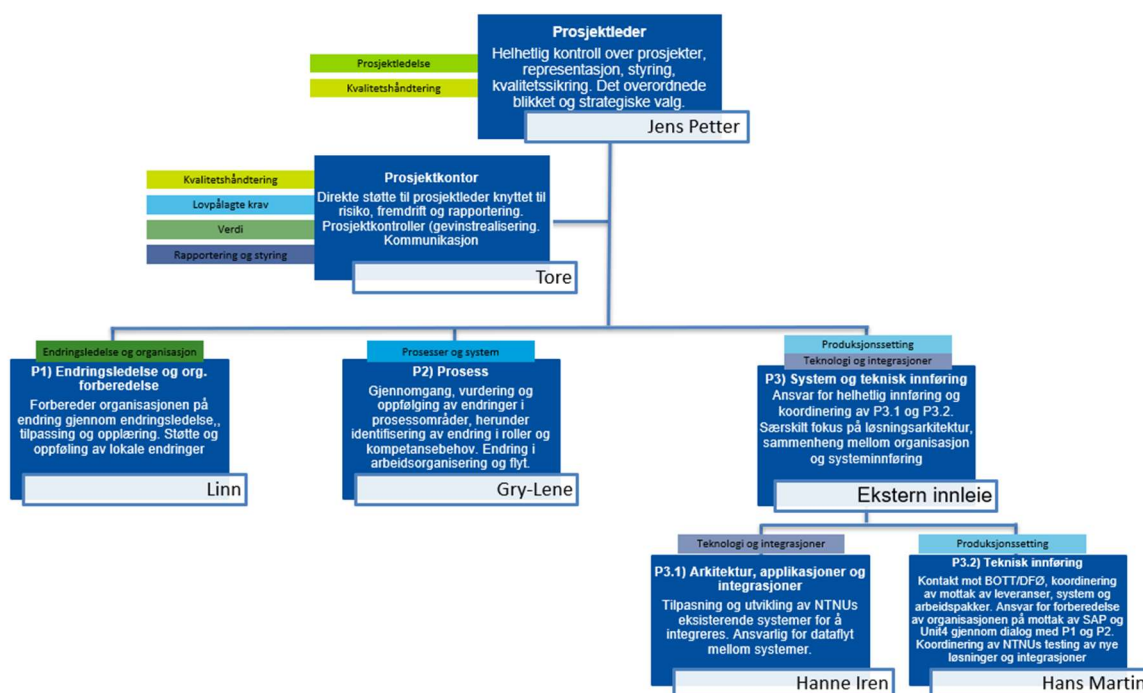 Prosjektleder
Helhetlig kontroll over prosjekter,
representasjon, styring,
kvalitetssikring. Det overordnede
blikket og strategiske valg.
Jens Petter
Prosjektledelse
Kvalitetshåndtering
Prosjektkontor
Direkte støtte til prosjektleder knyttet til
risiko, fremdrift og rapportering.
Prosjektkontroller (gevinstrealisering.
Kommunikasjon
Tore
Kvalitetshåndtering
Lovpålagte krav
Verdi
Rapportering og styring
Endringsledelse og organisasjon
P1) Endringsledelse og org.
forberedelse
Forbereder organisasjonen på
endring gjennom endringsledelse,,
tilpassing og opplæring. Støtte og
oppføling av lokale endringer
Linn
Prosesser og system
P2) Prosess
Gjennomgang, vurdering og
oppfølging av endringer i
prosessområder, herunder
identifisering av endring i roller og
kompetansebehov. Endring i
arbeidsorganisering og flyt.
Gry-Lene
Produksjonssetting
Teknologi og integrasjoner
P3) System og teknisk innføring
Ansvar for helhetlig innføring og
koordinering av P3.1 og P3.2.
Særskilt fokus på løsningsarkitektur,
sammenheng mellom organisasjon
og systeminnføring
Ekstern innleie
Teknologi og integrasjoner
P3.1) Arkitektur, applikasjoner og
integrasjoner
Tilpasning og utvikling av NTNUs
eksisterende systemer for å
integreres. Ansvarlig for dataflyt
mellom systemer.
Hanne Iren
Produksjonssetting
P3.2) Teknisk innføring
Kontakt mot BOTT/DFØ, koordinering
av mottak av leveranser, system og
arbeidspakker. Ansvar for forberedelse
av organisasjonen på mottak av SAP og
Unit4 gjennom dialog med P1 og P2.
Koordinering av NTNUs testing av nye
løsninger og integrasjoner
Hans Martin